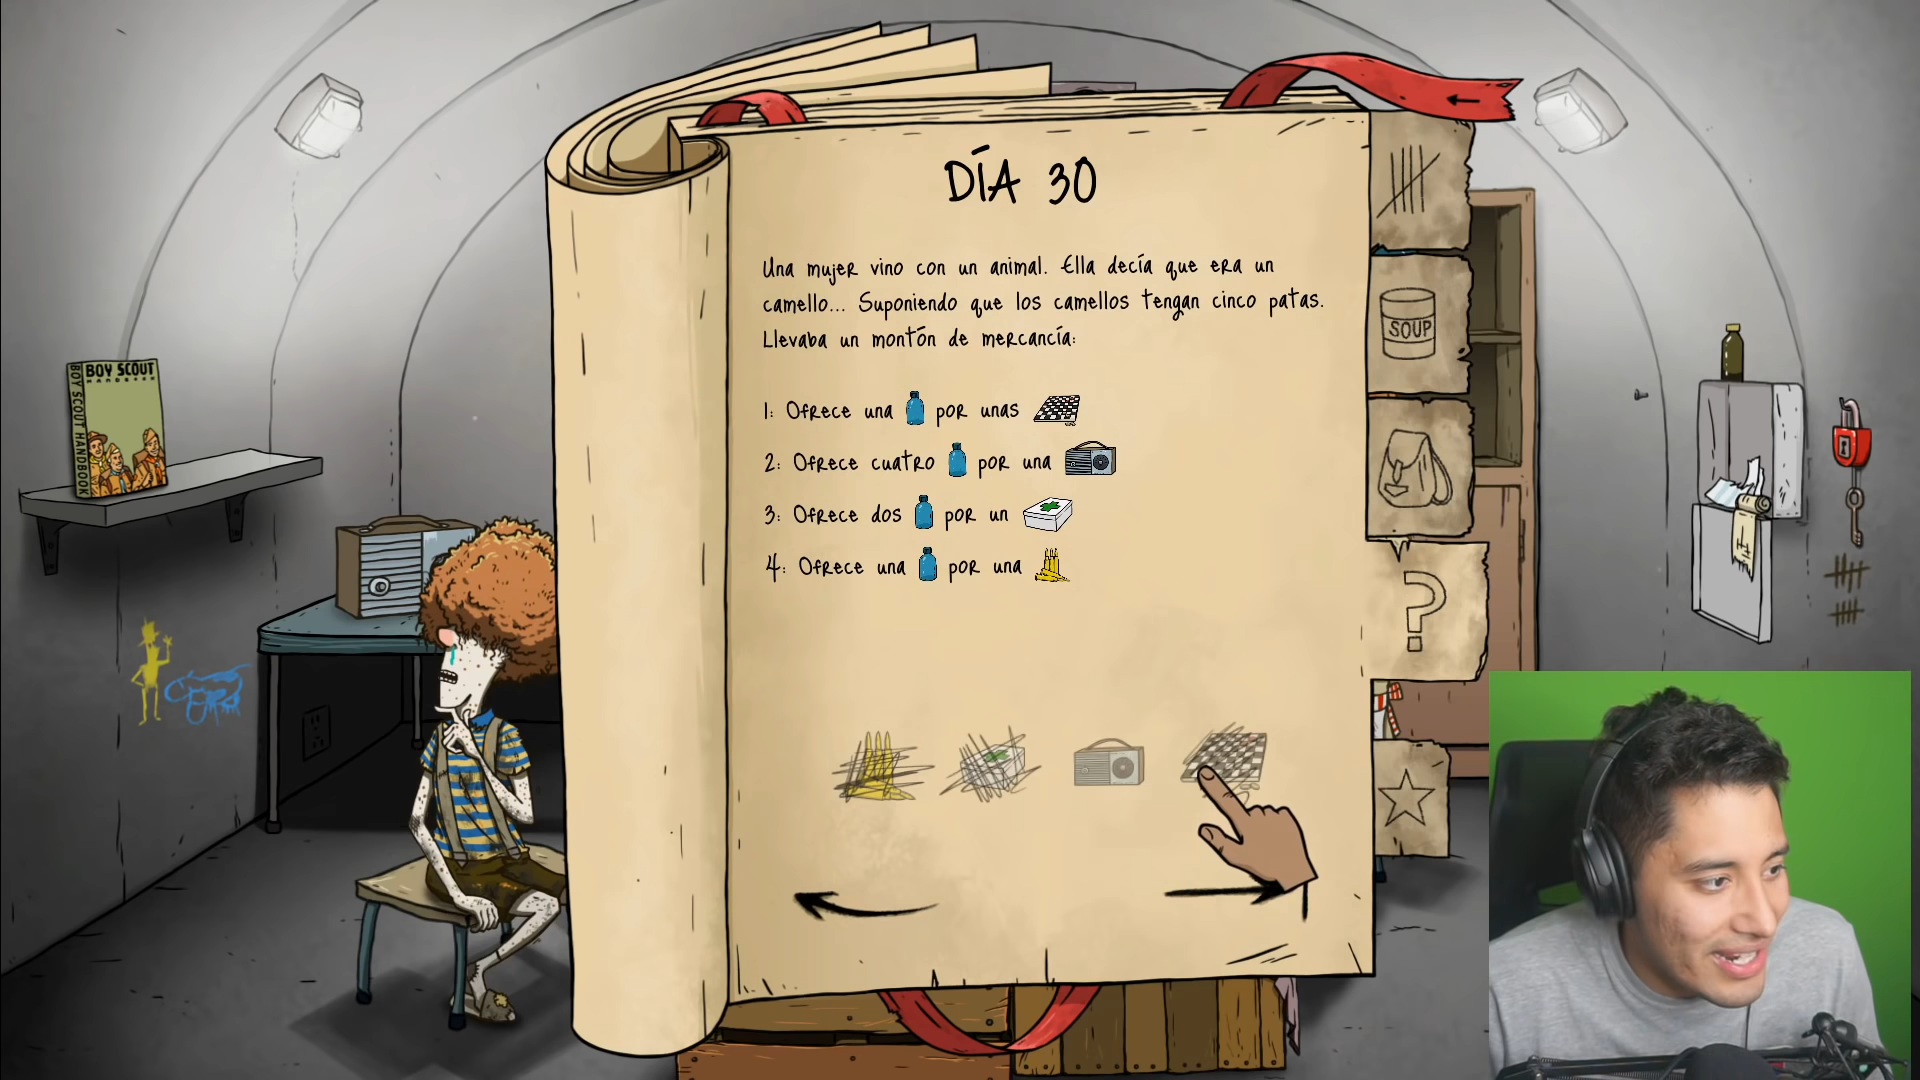 DÍA 30
Una mujer vino con un animal. Ella decía que era un
camello... Suponiendo que los camellos tengan cinco patas.
Llevaba un montón de mercancía:
1: Ofrece una por unas
2: Ofrece cuatro por una
3: Ofrece dos por un
4: Ofrece una por una
SOUP
?
BOY SCOUT
HANDBOOK
BOY SCOUT HANDBOOK